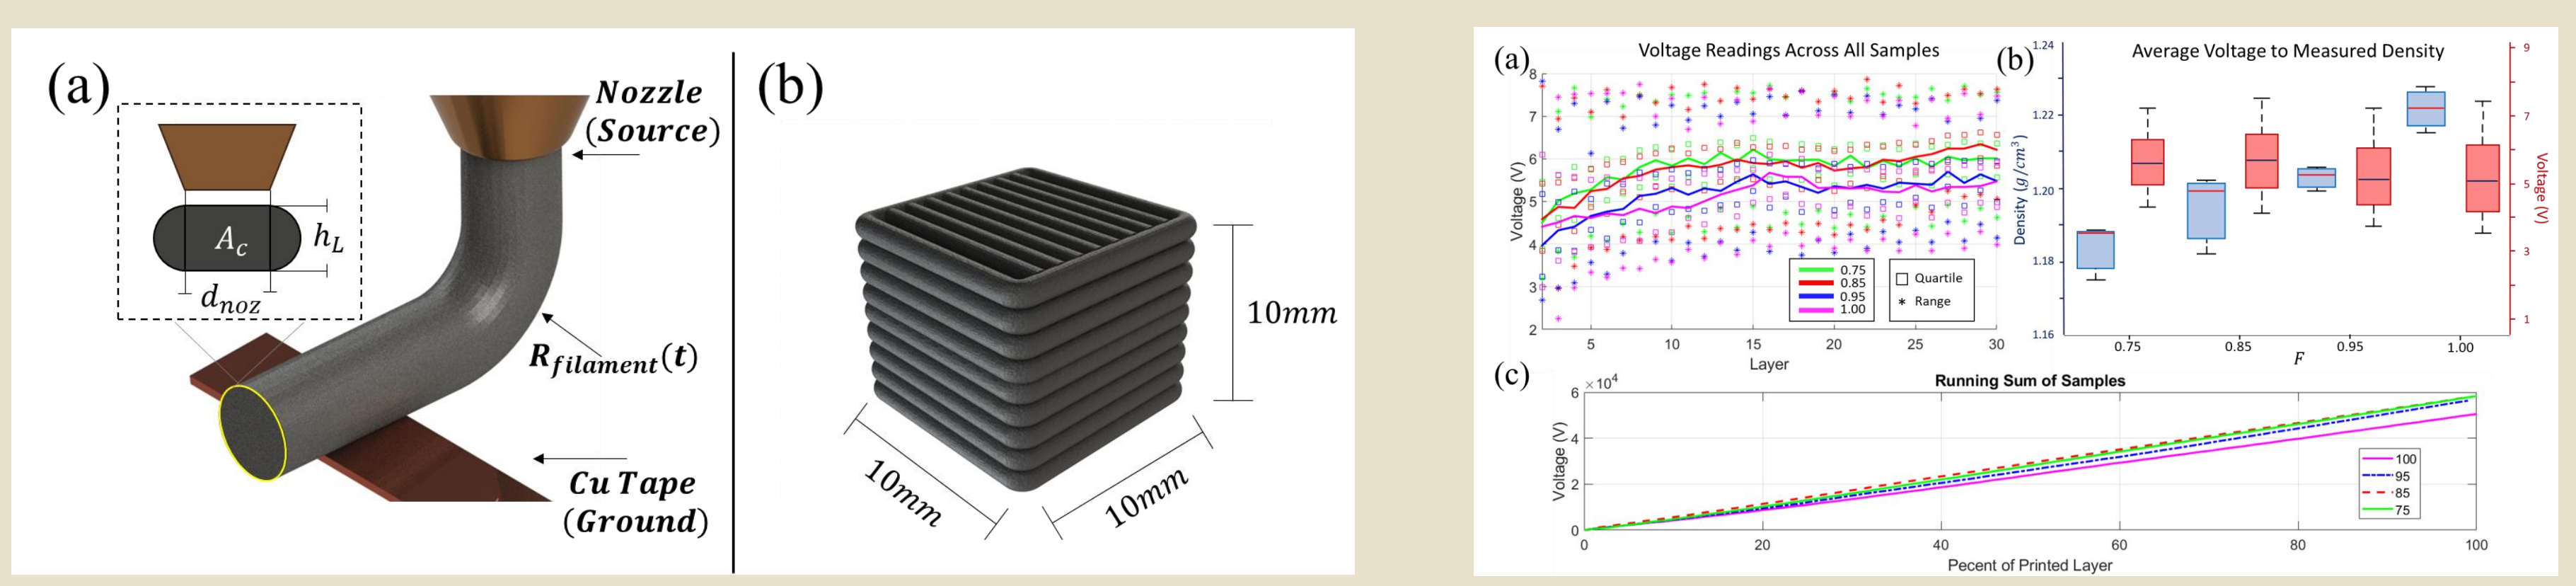 (a)
Nozzle
(Source)
A_c
h_L
d_noz
R_filament(t)
Cu Tape
(Ground)
(b)
10mm
10mm
10mm
(a)
Voltage Readings Across All Samples
Voltage (V)
8
7
6
5
4
3
2
5 10 15 20 25 30
Layer
0.75
0.85
0.95
1.00
Quartile
Range
(b)
Average Voltage to Measured Density
Density (g/cm³)
1.24
1.22
1.20
1.18
1.16
0.75 0.85 0.95 1.00
F
9
7
5
3
1
Voltage (V)
(c)
Running Sum of Samples
×10⁴
Voltage (V)
6
4
2
0
0 20 40 60 80 100
Pecent of Printed Layer
100
95
85
75